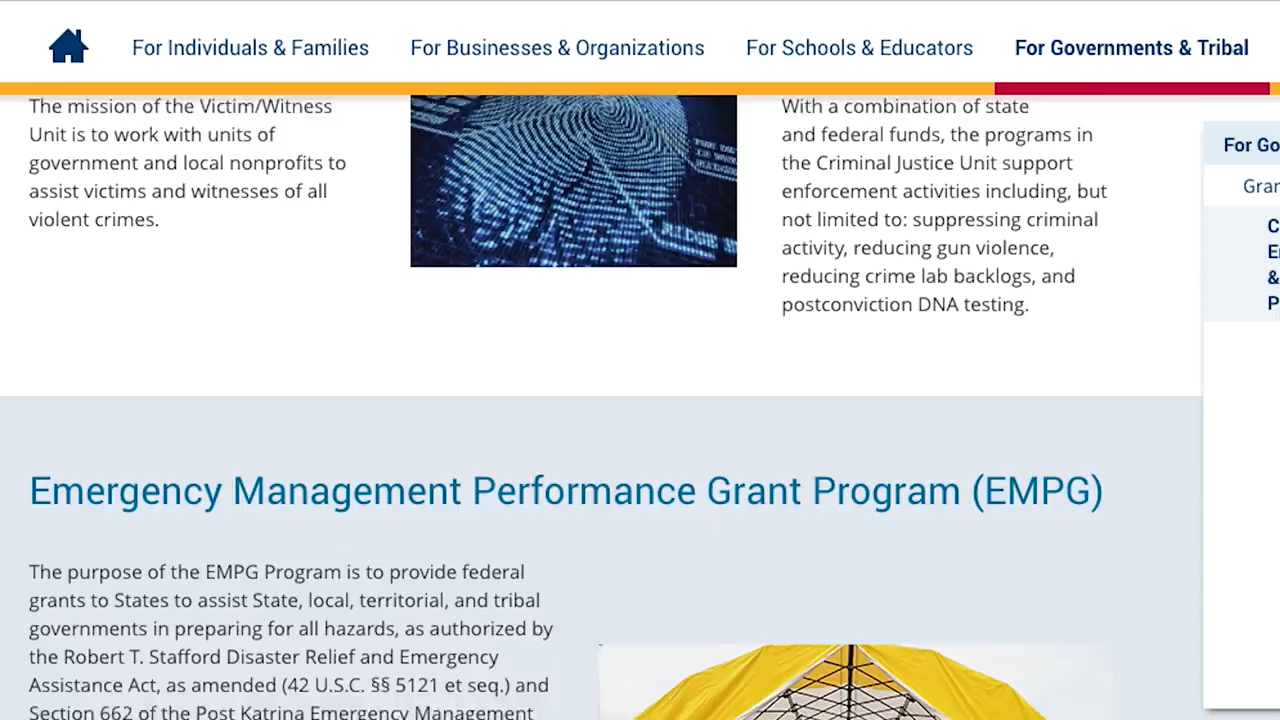 For Individuals & Families
For Businesses & Organizations
For Schools & Educators
For Governments & Tribal
The mission of the Victim/Witness
Unit is to work with units of
government and local nonprofits to
assist victims and witnesses of all
violent crimes.
With a combination of state
and federal funds, the programs in
the Criminal Justice Unit support
enforcement activities including, but
not limited to: suppressing criminal
activity, reducing gun violence,
reducing crime lab backlogs, and
postconviction DNA testing.
For Go
Gran
C
E
&
P
Emergency Management Performance Grant Program (EMPG)
The purpose of the EMPG Program is to provide federal
grants to States to assist State, local, territorial, and tribal
governments in preparing for all hazards, as authorized by
the Robert T. Stafford Disaster Relief and Emergency
Assistance Act, as amended (42 U.S.C. §§ 5121 et seq.) and
Section 662 of the Post Katrina Emergency Management